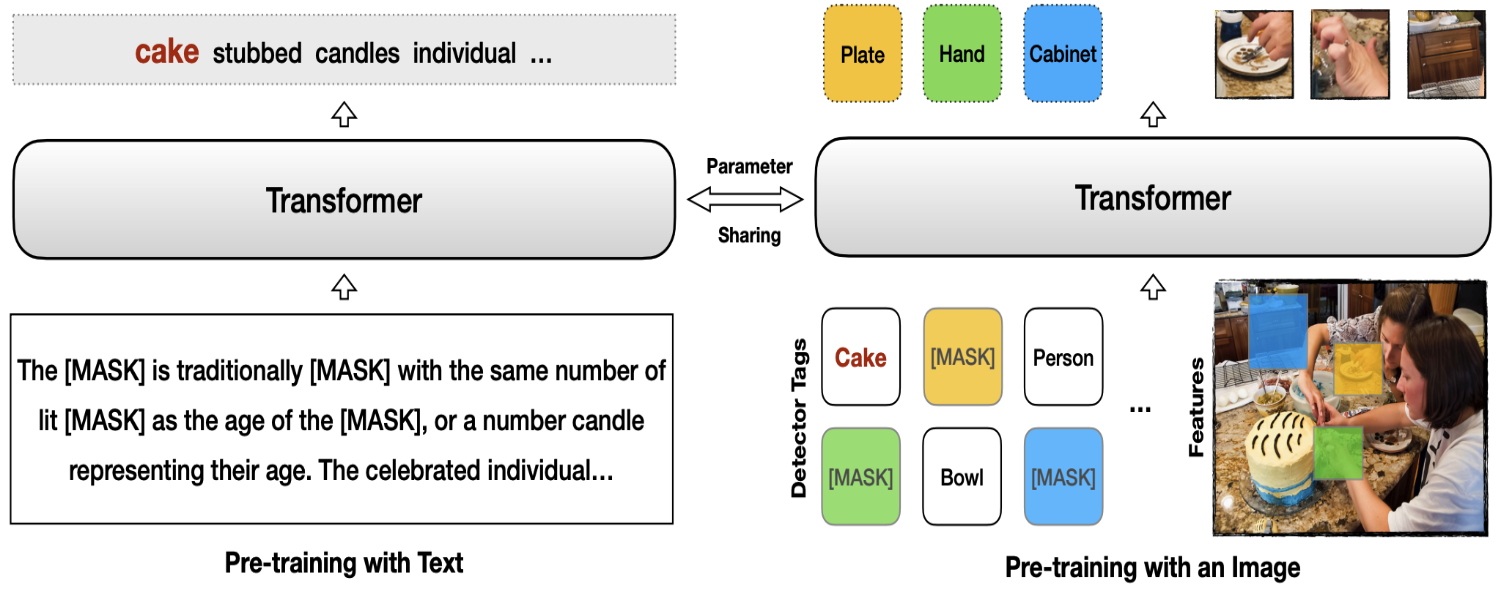 cake stubbed candles individual ...
Plate
Hand
Cabinet
Transformer
Parameter
Sharing
Transformer
The [MASK] is traditionally [MASK] with the same number of
lit [MASK] as the age of the [MASK], or a number candle
representing their age. The celebrated individual...
Detector Tags
Cake
[MASK]
Person
...
[MASK]
Bowl
[MASK]
Features
Pre-training with Text
Pre-training with an Image